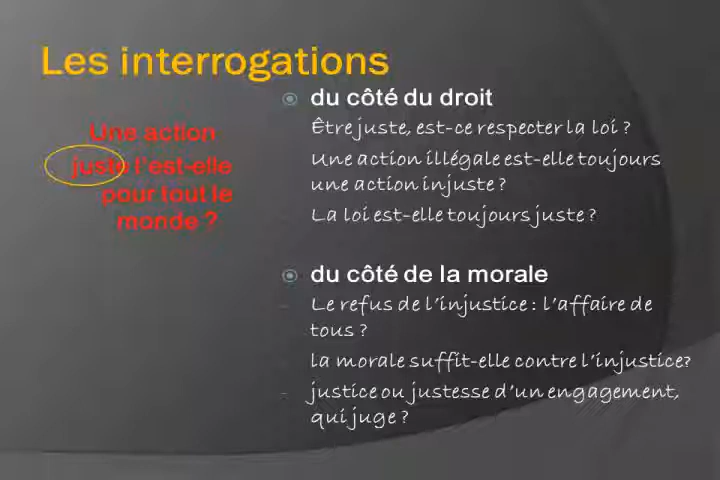 Les interrogations
Une action
juste l'est-elle
pour tout le
monde ?
du côté du droit
Être juste, est-ce respecter la loi ?
Une action illégale est-elle toujours
une action injuste ?
La loi est-elle toujours juste ?
du côté de la morale
- Le refus de l'injustice : l'affaire de
tous ?
la morale suffit-elle contre l'injustice?
- justice ou justesse d'un engagement,
qui juge ?